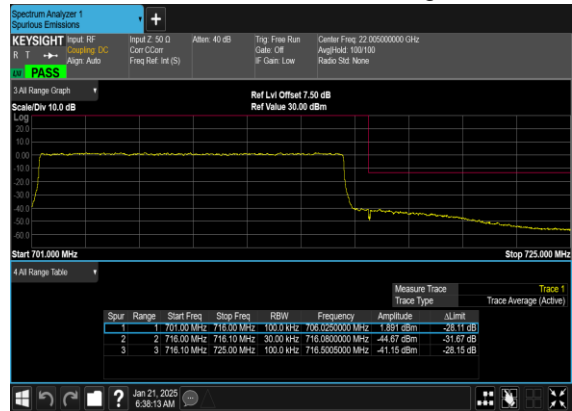 Spectrum Analyzer 1
Spurious Emissions
+
KEYSIGHT
R T
Input: RF
Coupling: DC
Align: Auto
Input Z: 50 Ω
Corr CCorr
Freq Ref: Int (S)
Atten: 40 dB
Trig: Free Run
Gate: Off
IF Gain: Low
Center Freq: 22.005000000 GHz
Avg|Hold: 100/100
Radio Std: None
PASS
3 All Range Graph
Ref Lvl Offset 7.50 dB
Scale/Div 10.0 dB
Ref Value 30.00 dBm
Log
20.0
10.0
0.00
-10.0
-20.0
-30.0
-40.0
-50.0
-60.0
Start 701.000 MHz
Stop 725.000 MHz
4 All Range Table
Measure Trace Trace 1
Trace Type Trace Average (Active)
Spur Range Start Freq Stop Freq RBW Frequency Amplitude ΔLimit
1 1 701.00 MHz 716.00 MHz 100.0 kHz 706.0250000 MHz 1.891 dBm -28.11 dB
2 2 716.00 MHz 716.10 MHz 30.00 kHz 716.0800000 MHz -44.67 dBm -31.67 dB
3 3 716.10 MHz 725.00 MHz 100.0 kHz 716.5005000 MHz -41.15 dBm -28.15 dB
?
Jan 21, 2025
6:38:13 AM